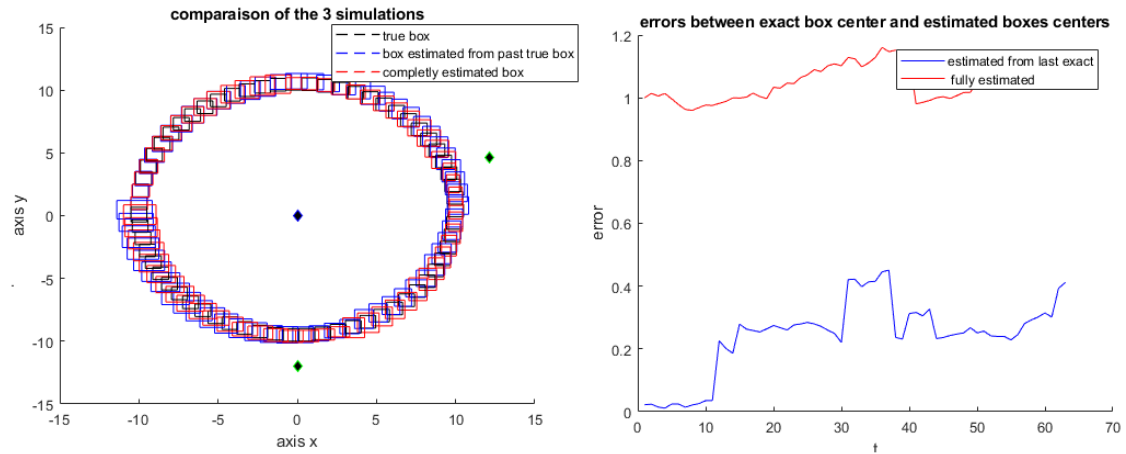 comparaison of the 3 simulations
true box
box estimated from past true box
completly estimated box
15
10
5
0
-5
-10
-15
axis y
-15
-10
-5
0
5
10
15
axis x
errors between exact box center and estimated boxes centers
estimated from last exact
fully estimated
1.2
1
0.8
0.6
0.4
0.2
0
error
0
10
20
30
40
50
60
70
t